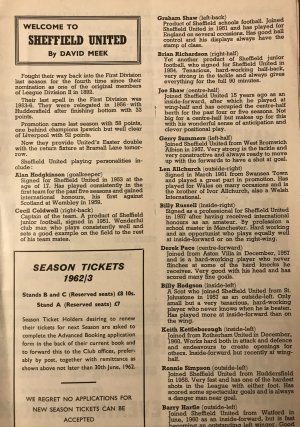 WELCOME TO
SHEFFIELD UNITED
By DAVID MEEK
Fought their way back into the First Division
last season for the fourth time since their
nomination as one of the original members
of League Division II in 1892.
Their last spell in the First Division was
1953-6. They were relegated in 1956 with
Huddersfield after finishing bottom with 33
points.
Promotion came last season with 58 points,
one behind champions Ipswich but well clear
of Liverpool with 52 points.
Now they provide United's Easter double
with the return fixture at Bramall Lane tomor-
row.
Sheffield United playing personalities in-
clude:
Alan Hodgkinson (goalkeeper)
Signed for Sheffield United in 1953 at the
age of 17. Has played consistently in the
first team for the past five seasons and gained
international honours, his first against
Scotland at Wembley in 1959.
Cecil Coldwell (right-back)
Captain of the team. A product of Sheffield
junior football, signed in 1951. Wonderful
club man who plays consistently well and
sets a good example on the field to the rest
of his team mates.
SEASON TICKETS
1962/3
Stands B and C (Reserved seats) £8 10s.
Stand A (Reserved seats) £7
Season Ticket Holders desiring to renew
their tickets for next Season are asked to
complete the Advanced Booking application
form in the back of their current book and
to forward this to the Club offices, prefer-
ably by post, together with remittance as
shown above not later than 30th June, 1962.
WE REGRET NO APPLICATIONS FOR
NEW SEASON TICKETS CAN BE
ACCEPTED
Graham Shaw (left-back)
Product of Sheffield schools football. Joined
Sheffield United in 1951 and has played for
England on several occasions. Has good ball
control and his displays always have the
stamp of class.
Brian Richardson (right-half)
Yet another product of Sheffield junior
football, who signed for Sheffield United in
1954. Fearless, hard-working wing-half-back,
very strong in the tackle and always gives
everything for the full 90 minutes.
Joe Shaw (centre-half)
Joined Sheffield United 15 years ago as an
inside-forward, after which he played at
wing-half and has occupied the centre-half
berth for the past four or five seasons. Not a
big fellow for a centre-half but makes up for
this with his wonderful sense of anticipation
and clever positional play.
Gerry Summers (left-half)
Joined Sheffield United from West Bromwich
Albion in 1957. Very strong in the tackle and
very constructive and always ready to move
up with the forwards to have a shot at goal.
Len Allchurch (outside-right)
Signed in March 1961 from Swansea Town
and played a great part in promotion. Has
played for Wales on many occasions and is
the brother of Ivor Allchurch, also a Welsh
International.
Billy Russell (inside-right)
Signed as a professional for Sheffield United
in 1957 after having received international
honours as an amateur. By profession a
school master in Manchester. Hard working
and an opportunist who plays equally well
at inside-forward or on the right-wing.
Derek Pace (centre-forward)
Joined from Aston Villa in December, 1957
and is a hard-working player who never
flinches at some of the hard knocks he
receives. Very good with his head and has
scored many fine goals.
Billy Hodgson (inside-left)
A Scot who joined Sheffield United from St.
Johnstone in 1957 as an outside-left. Only
small but a very tenacious, hard-working
player who never knows when he is beaten.
Has played more at inside-forward than on
the wing.
Keith Kettleborough (inside-left)
Joined from Rotherham United in December,
1960. Works hard both in attack and defence
and endeavours to create openings for
others. Inside-forward but recently at wing-
half.
Ronnie Simpson (outside-left)
Joined Sheffield United from Huddersfield
in 1958. Very fast and has one of the hardest
shots in the League with either foot. Has
scored some spectacular goals and is always
a danger man near goal.
Barry Hartle (outside-left)
Joined Sheffield United from Watford in
June, 1960 as an inside-forward, but is fast
becoming an outstanding left winger. Good